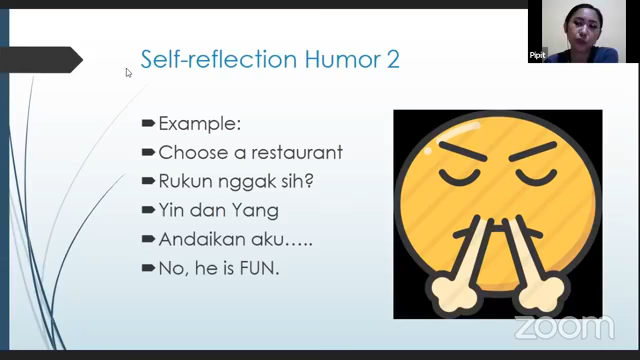 Self-reflection Humor 2
Example:
Choose a restaurant
Rukun nggak sih?
Yin dan Yang
Andaikan aku…..
No, he is FUN.
Pipit
zoom